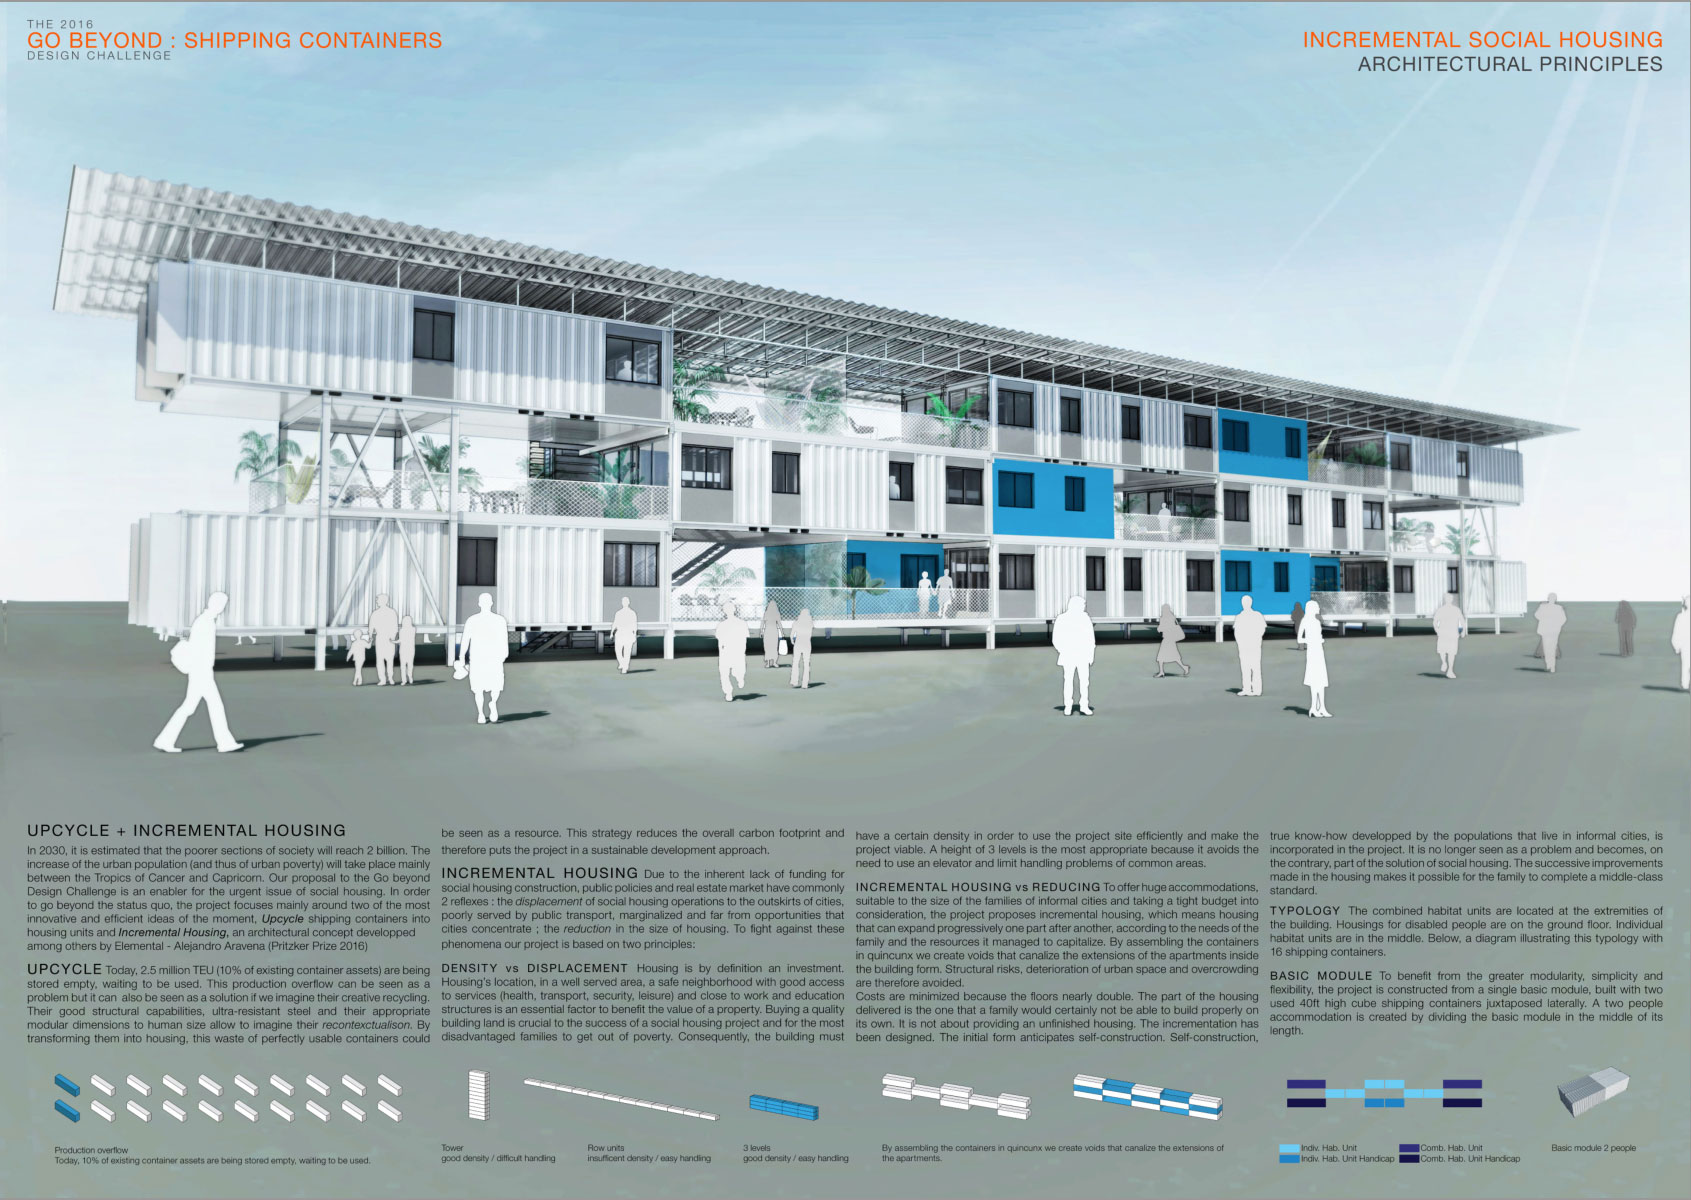 THE 2016
GO BEYOND : SHIPPING CONTAINERS
DESIGN CHALLENGE
INCREMENTAL SOCIAL HOUSING
ARCHITECTURAL PRINCIPLES
UPCYCLE + INCREMENTAL HOUSING
In 2030, it is estimated that the poorer sections of society will reach 2 billion. The
increase of the urban population (and thus of urban poverty) will take place mainly
between the Tropics of Cancer and Capricorn. Our proposal to the Go beyond
Design Challenge is an enabler for the urgent issue of social housing. In order
to go beyond the status quo, the project focuses mainly around two of the most
innovative and efficient ideas of the moment, Upcycle shipping containers into
housing units and Incremental Housing, an architectural concept developped
among others by Elemental - Alejandro Aravena (Pritzker Prize 2016)
UPCYCLE Today, 2.5 million TEU (10% of existing container assets) are being
stored empty, waiting to be used. This production overflow can be seen as a
problem but it can also be seen as a solution if we imagine their creative recycling.
Their good structural capabilities, ultra-resistant steel and their appropriate
modular dimensions to human size allow to imagine their recontextualison. By
transforming them into housing, this waste of perfectly usable containers could
be seen as a resource. This strategy reduces the overall carbon footprint and
therefore puts the project in a sustainable development approach.
INCREMENTAL HOUSING Due to the inherent lack of funding for
social housing construction, public policies and real estate market have commonly
2 reflexes : the displacement of social housing operations to the outskirts of cities,
poorly served by public transport, marginalized and far from opportunities that
cities concentrate ; the reduction in the size of housing. To fight against these
phenomena our project is based on two principles:
DENSITY vs DISPLACEMENT Housing is by definition an investment.
Housing's location, in a well served area, a safe neighborhood with good access
to services (health, transport, security, leisure) and close to work and education
structures is an essential factor to benefit the value of a property. Buying a quality
building land is crucial to the success of a social housing project and for the most
disadvantaged families to get out of poverty. Consequently, the building must
have a certain density in order to use the project site efficiently and make the
project viable. A height of 3 levels is the most appropriate because it avoids the
need to use an elevator and limit handling problems of common areas.
INCREMENTAL HOUSING vs REDUCING To offer huge accommodations,
suitable to the size of the families of informal cities and taking a tight budget into
consideration, the project proposes incremental housing, which means housing
that can expand progressively one part after another, according to the needs of the
family and the resources it managed to capitalize. By assembling the containers
in quincunx we create voids that canalize the extensions of the apartments inside
the building form. Structural risks, deterioration of urban space and overcrowding
are therefore avoided.
Costs are minimized because the floors nearly double. The part of the housing
delivered is the one that a family would certainly not be able to build properly on
its own. It is not about providing an unfinished housing. The incrementation has
been designed. The initial form anticipates self-construction. Self-construction,
true know-how developped by the populations that live in informal cities, is
incorporated in the project. It is no longer seen as a problem and becomes, on
the contrary, part of the solution of social housing. The successive improvements
made in the housing makes it possible for the family to complete a middle-class
standard.
TYPOLOGY The combined habitat units are located at the extremities of
the building. Housings for disabled people are on the ground floor. Individual
habitat units are in the middle. Below, a diagram illustrating this typology with
16 shipping containers.
BASIC MODULE To benefit from the greater modularity, simplicity and
flexibility, the project is constructed from a single basic module, built with two
used 40ft high cube shipping containers juxtaposed laterally. A two people
accommodation is created by dividing the basic module in the middle of its
length.
Production overflow
Today, 10% of existing container assets are being stored empty, waiting to be used.
Tower
good density / difficult handling
Row units
insufficient density / easy handling
3 levels
good density / easy handling
By assembling the containers in quincunx we create voids that canalize the extensions of
the apartments.
Indiv. Hab. Unit
Indiv. Hab. Unit Handicap
Comb. Hab. Unit
Comb. Hab. Unit Handicap
Basic module 2 people